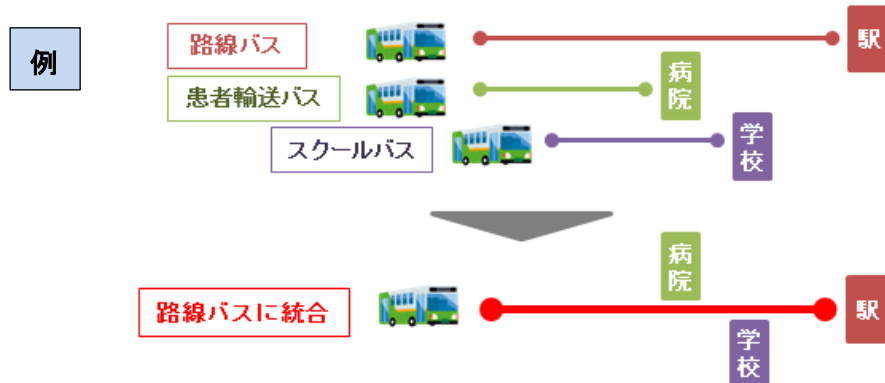 例
路線バス
駅
患者輸送バス
病院
スクールバス
学校
病院
路線バスに統合
駅
学校